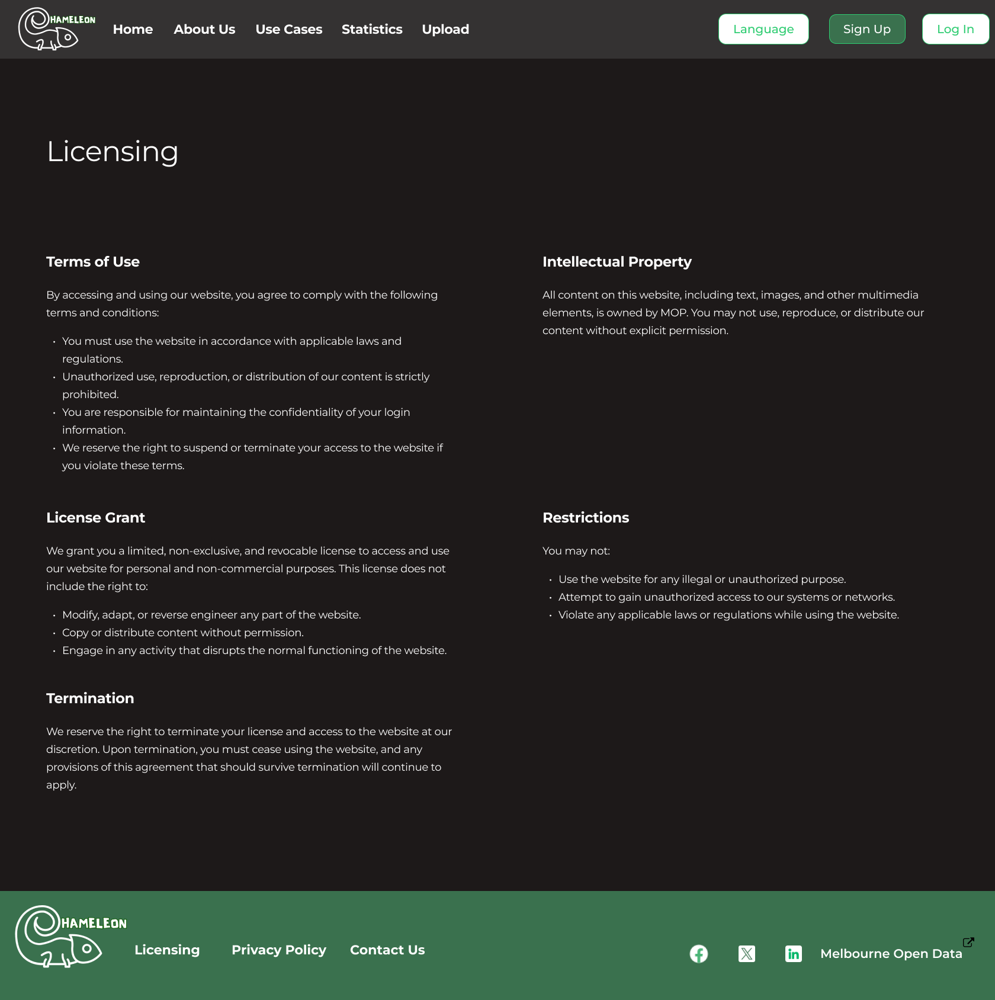 HAMELEON
Home About Us Use Cases Statistics Upload Language Sign Up Log In
Licensing
Terms of Use
By accessing and using our website, you agree to comply with the following
terms and conditions:
• You must use the website in accordance with applicable laws and
regulations.
• Unauthorized use, reproduction, or distribution of our content is strictly
prohibited.
• You are responsible for maintaining the confidentiality of your login
information.
• We reserve the right to suspend or terminate your access to the website if
you violate these terms.
Intellectual Property
All content on this website, including text, images, and other multimedia
elements, is owned by MOP. You may not use, reproduce, or distribute our
content without explicit permission.
License Grant
We grant you a limited, non-exclusive, and revocable license to access and use
our website for personal and non-commercial purposes. This license does not
include the right to:
• Modify, adapt, or reverse engineer any part of the website.
• Copy or distribute content without permission.
• Engage in any activity that disrupts the normal functioning of the website.
Restrictions
You may not:
• Use the website for any illegal or unauthorized purpose.
• Attempt to gain unauthorized access to our systems or networks.
• Violate any applicable laws or regulations while using the website.
Termination
We reserve the right to terminate your license and access to the website at our
discretion. Upon termination, you must cease using the website, and any
provisions of this agreement that should survive termination will continue to
apply.
HAMELEON
Licensing Privacy Policy Contact Us Melbourne Open Data